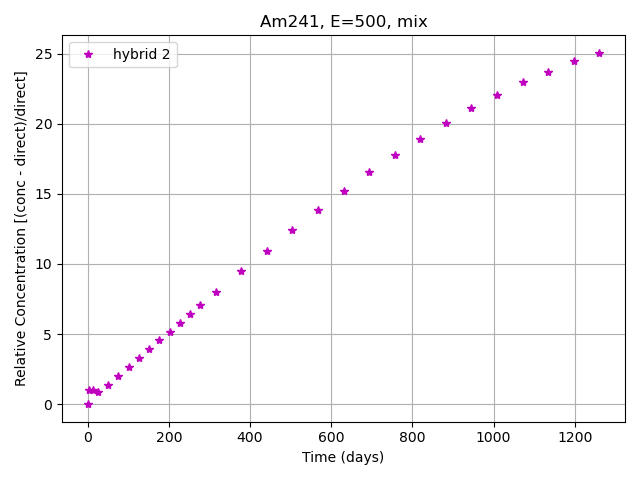 Am241, E=500, mix
hybrid 2
Relative Concentration [(conc - direct)/direct]
25
20
15
10
5
0
0 200 400 600 800 1000 1200
Time (days)